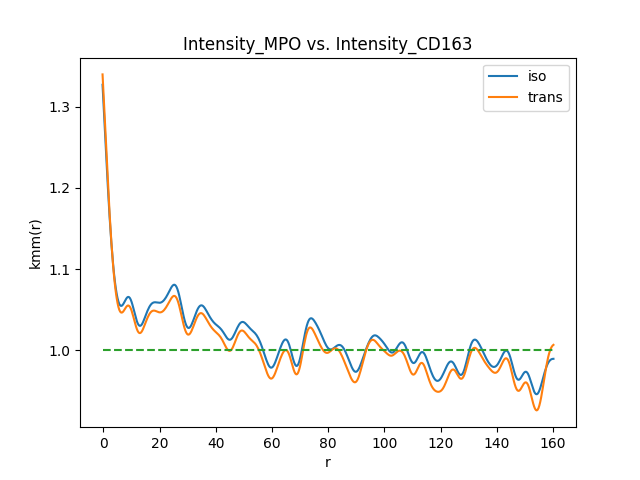 Intensity_MPO vs. Intensity_CD163
iso
trans
kmm(r)
1.3
1.2
1.1
1.0
0 20 40 60 80 100 120 140 160
r